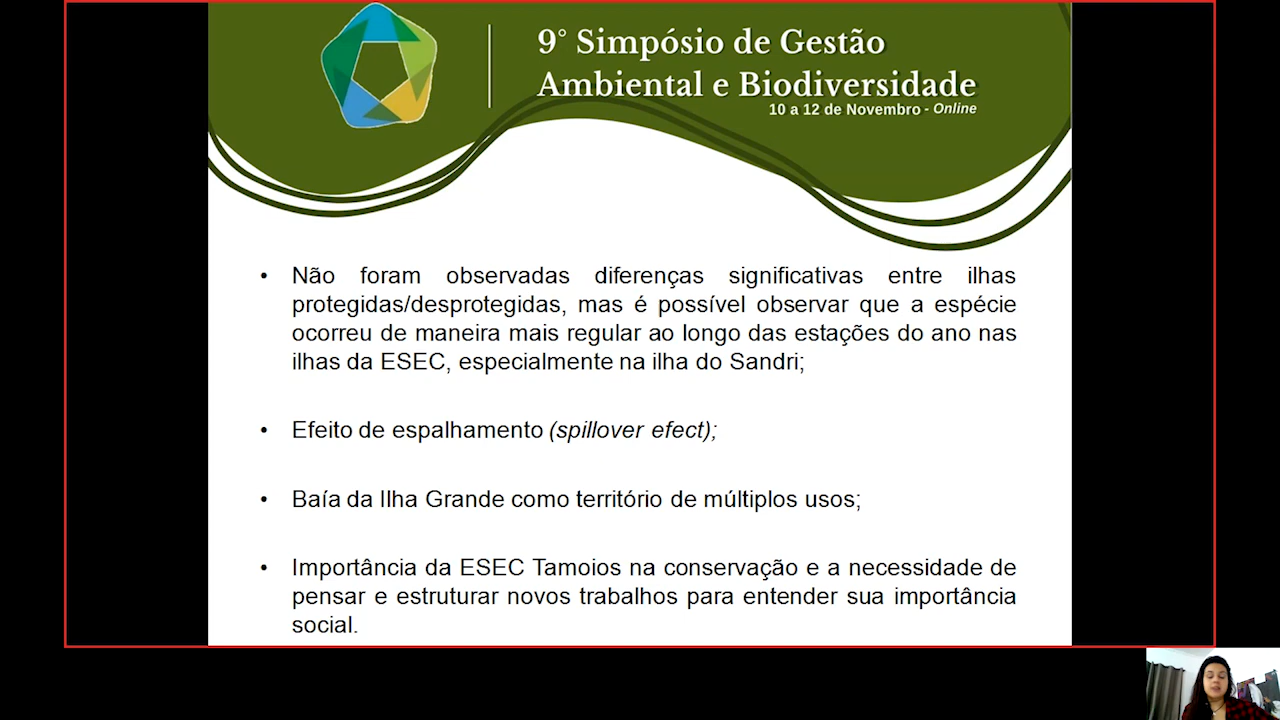 9° Simpósio de Gestão
Ambiental e Biodiversidade
10 a 12 de Novembro - Online
• Não foram observadas diferenças significativas entre ilhas
protegidas/desprotegidas, mas é possível observar que a espécie
ocorreu de maneira mais regular ao longo das estações do ano nas
ilhas da ESEC, especialmente na ilha do Sandri;
• Efeito de espalhamento (spillover efect);
• Baía da Ilha Grande como território de múltiplos usos;
• Importância da ESEC Tamoios na conservação e a necessidade de
pensar e estruturar novos trabalhos para entender sua importância
social.